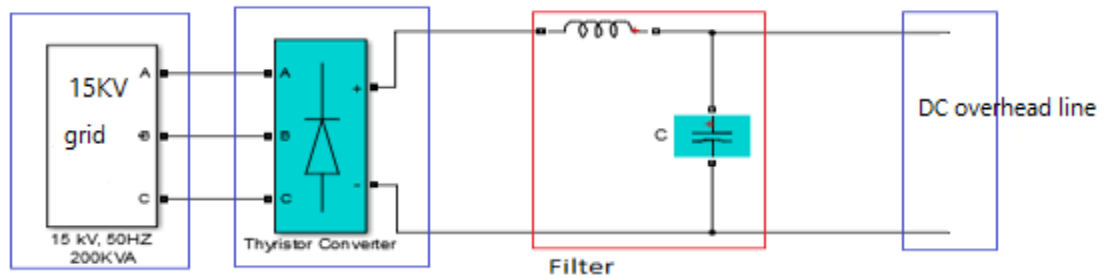 15KV
grid
A
B
C
15 kV, 50HZ
200KVA
A
B
C
+
-
Thyristor Converter
+
C
Filter
DC overhead line